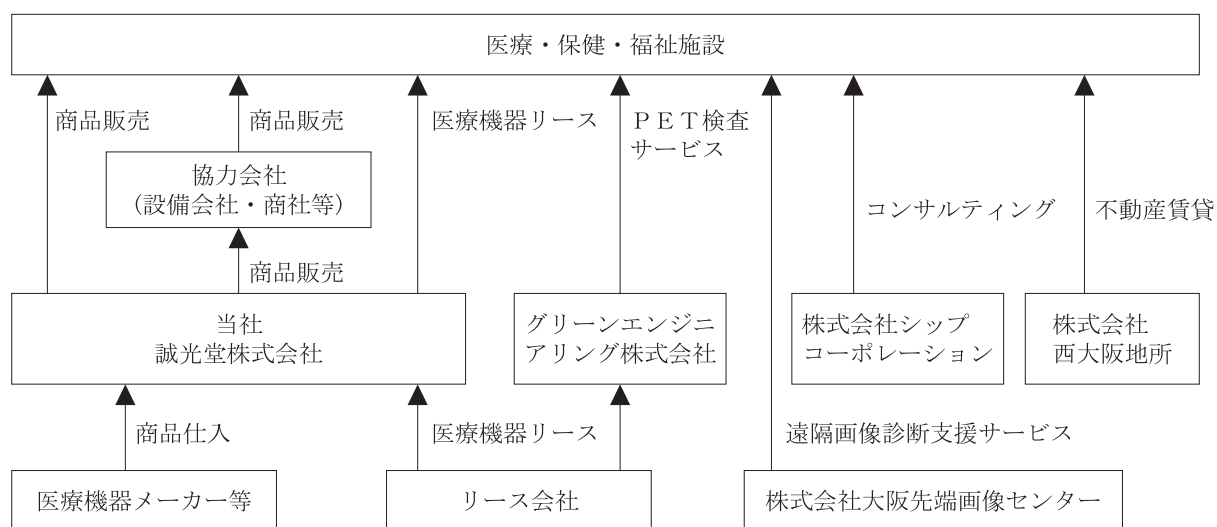 医療・保健・福祉施設
商品販売
商品販売
医療機器リース
ＰＥＴ検査
サービス
協力会社
（設備会社・商社等）
コンサルティング
不動産賃貸
商品販売
当社
誠光堂株式会社
グリーンエンジニ
アリング株式会社
株式会社シップ
コーポレーション
株式会社
西大阪地所
商品仕入
医療機器リース
遠隔画像診断支援サービス
医療機器メーカー等
リース会社
株式会社大阪先端画像センター